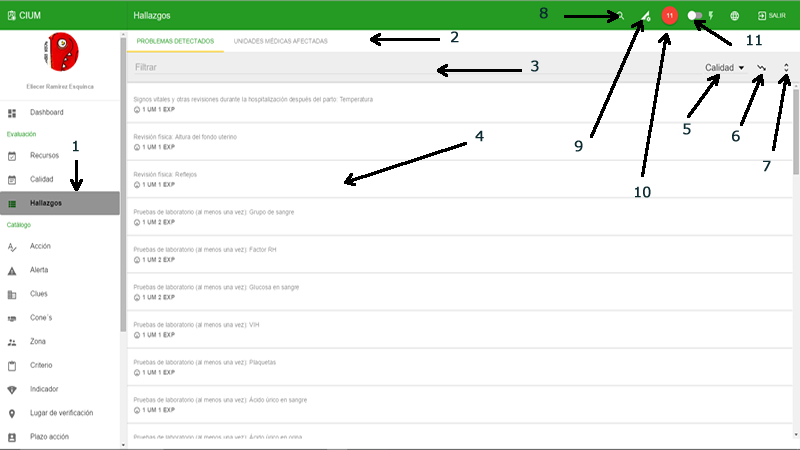 CIUM
Hallazgos
8
11
SALIR
9
10
11
PROBLEMAS DETECTADOS
UNIDADES MÉDICAS AFECTADAS
2
Filtrar
3
Calidad
5
6
7
Eliecer Ramirez Esquinca
Dashboard
Evaluación
Recursos
Calidad
1
Hallazgos
Catálogo
Acción
Alerta
Clues
Cone´s
Zona
Criterio
Indicador
Lugar de verificación
Plazo acción
4
Signos vitales y otras revisiones durante la hospitalización después del parto: Temperatura
1 UM 1 EXP
Revisión física: Altura del fondo uterino
1 UM 1 EXP
Revisión física: Reflejos
1 UM 1 EXP
Pruebas de laboratorio (al menos una vez): Grupo de sangre
1 UM 2 EXP
Pruebas de laboratorio (al menos una vez): Factor RH
1 UM 2 EXP
Pruebas de laboratorio (al menos una vez): Glucosa en sangre
1 UM 2 EXP
Pruebas de laboratorio (al menos una vez): VIH
1 UM 1 EXP
Pruebas de laboratorio (al menos una vez): Plaquetas
1 UM 1 EXP
Pruebas de laboratorio (al menos una vez): Ácido úrico en sangre
1 UM 1 EXP
Pruebas de laboratorio (al menos una vez): Ácido úrico en orina